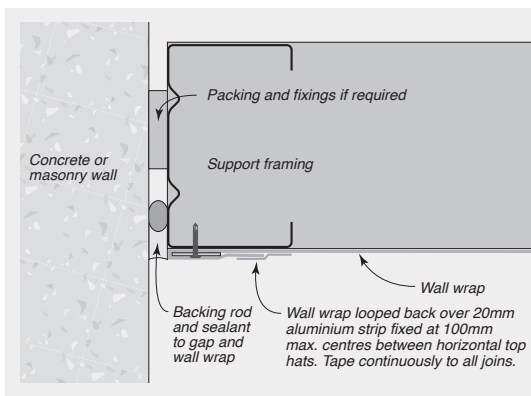 Packing and fixings if required
Concrete or
masonry wall
Support framing
Wall wrap
Backing rod
and sealant
to gap and
wall wrap
Wall wrap looped back over 20mm
aluminium strip fixed at 100mm
max. centres between horizontal top
hats. Tape continuously to all joins.